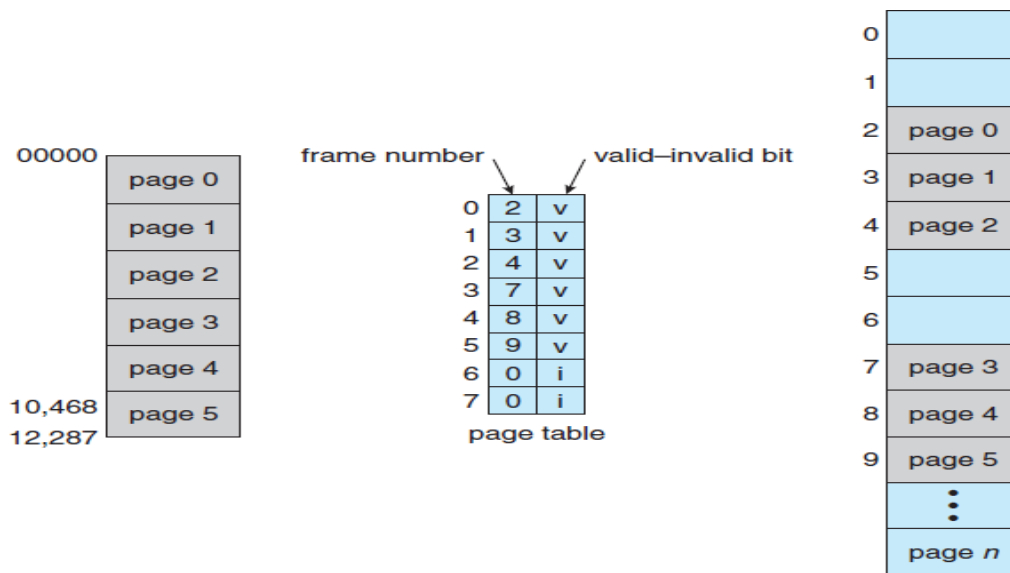 00000
page 0
page 1
page 2
page 3
page 4
10,468
page 5
12,287
frame number
valid–invalid bit
0 2 v
1 3 v
2 4 v
3 7 v
4 8 v
5 9 v
6 0 i
7 0 i
page table
0
1
2 page 0
3 page 1
4 page 2
5
6
7 page 3
8 page 4
9 page 5
page n